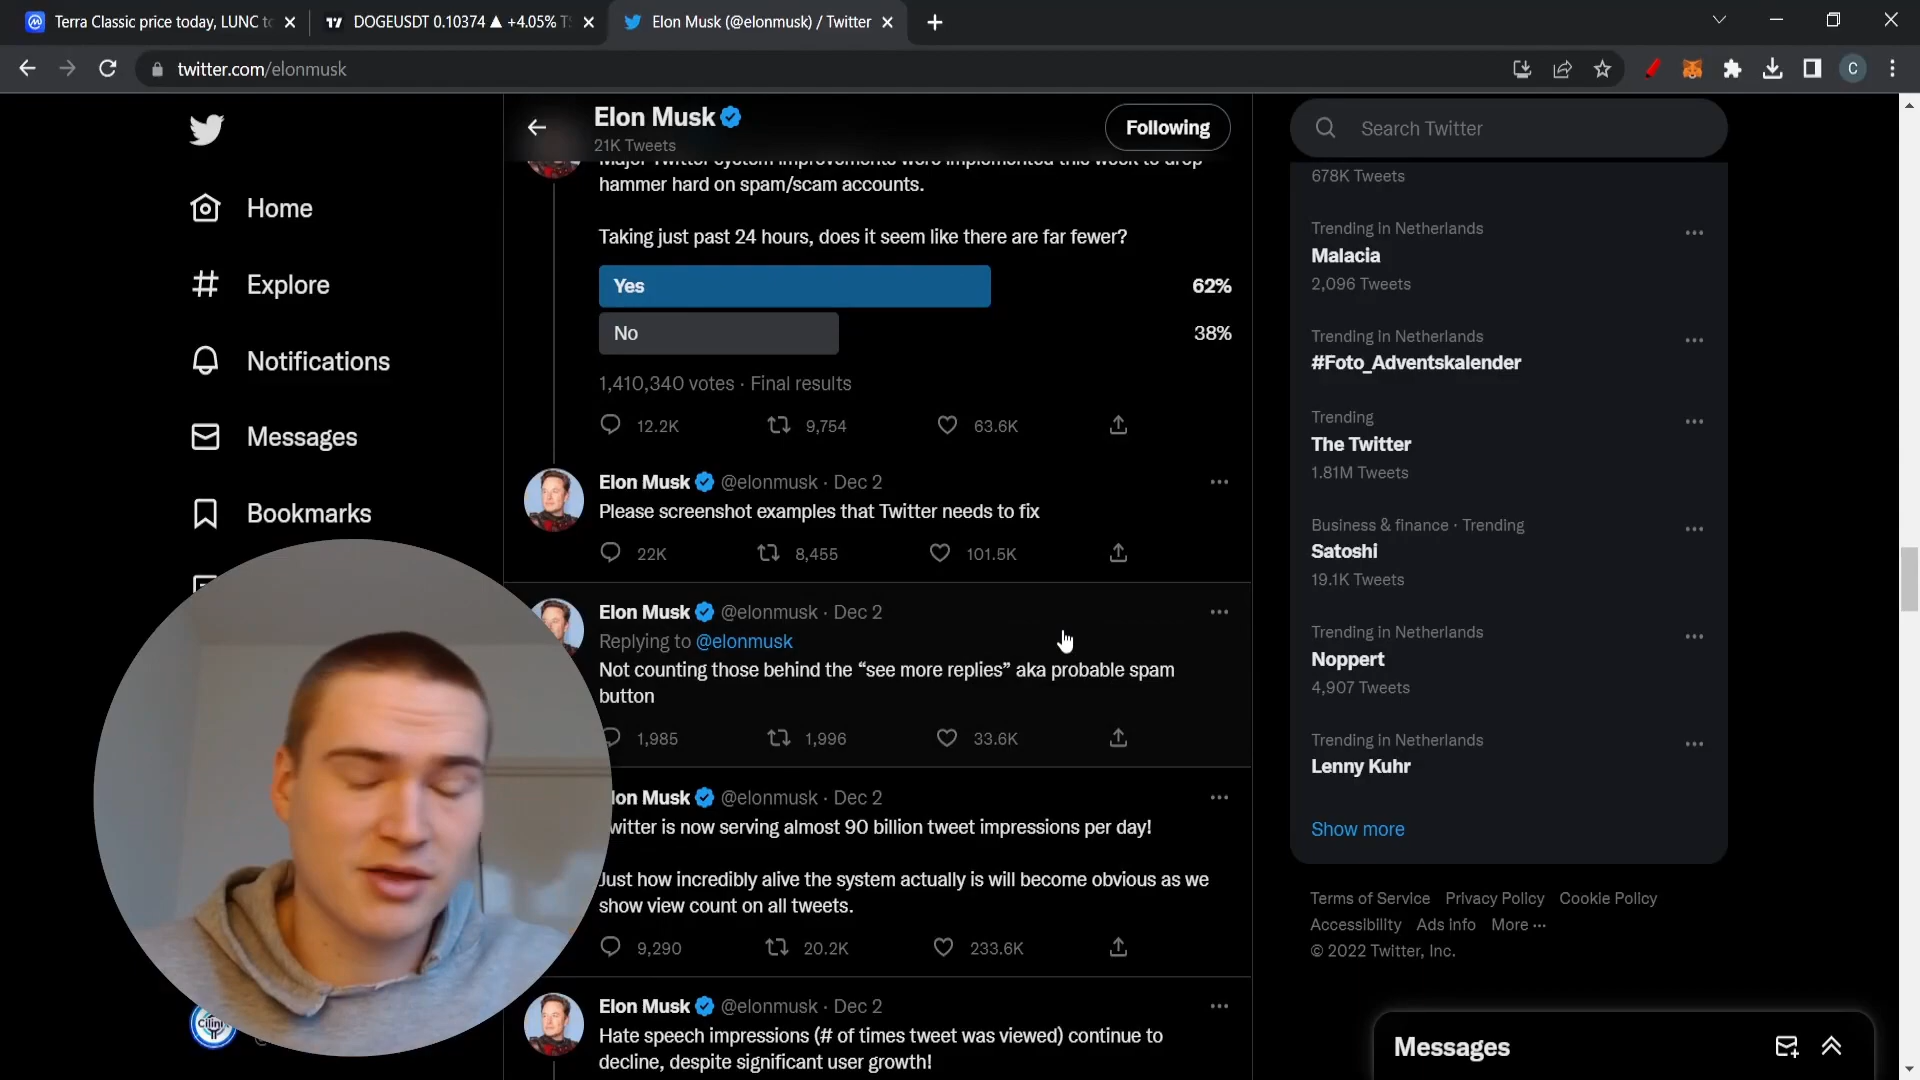 Terra Classic price today, LUNC to
DOGEUSDT 0.10374 ▲ +4.05%
Elon Musk (@elonmusk) / Twitter
twitter.com/elonmusk
C
Home
Explore
Notifications
Messages
Bookmarks
Elon Musk
21K Tweets
Following
Major Twitter system improvements were implemented this week to drop
hammer hard on spam/scam accounts.
Taking just past 24 hours, does it seem like there are far fewer?
Yes 62%
No 38%
1,410,340 votes · Final results
12.2K 9,754 63.6K
Elon Musk @elonmusk · Dec 2
Please screenshot examples that Twitter needs to fix
22K 8,455 101.5K
Elon Musk @elonmusk · Dec 2
Replying to @elonmusk
Not counting those behind the “see more replies” aka probable spam
button
1,985 1,996 33.6K
lon Musk @elonmusk · Dec 2
witter is now serving almost 90 billion tweet impressions per day!
Just how incredibly alive the system actually is will become obvious as we
show view count on all tweets.
9,290 20.2K 233.6K
Elon Musk @elonmusk · Dec 2
Hate speech impressions (# of times tweet was viewed) continue to
decline, despite significant user growth!
Search Twitter
678K Tweets
Trending in Netherlands
Malacia
2,096 Tweets
Trending in Netherlands
#Foto_Adventskalender
Trending
The Twitter
1.81M Tweets
Business & finance · Trending
Satoshi
19.1K Tweets
Trending in Netherlands
Noppert
4,907 Tweets
Trending in Netherlands
Lenny Kuhr
Show more
Terms of Service Privacy Policy Cookie Policy
Accessibility Ads info More ···
© 2022 Twitter, Inc.
Messages